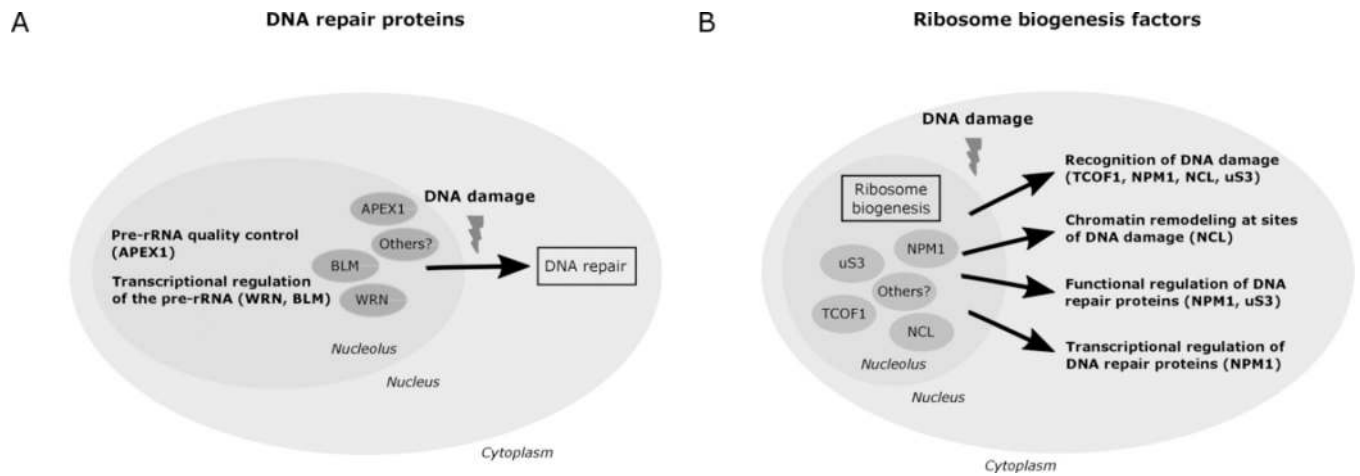 A
DNA repair proteins
APEX1
DNA damage
Others?
Pre-rRNA quality control
(APEX1)
BLM
DNA repair
Transcriptional regulation
of the pre-rRNA (WRN, BLM)
WRN
Nucleolus
Nucleus
Cytoplasm
B
Ribosome biogenesis factors
DNA damage
Ribosome
biogenesis
Recognition of DNA damage
(TCOF1, NPM1, NCL, uS3)
Chromatin remodeling at sites
of DNA damage (NCL)
NPM1
uS3
Others?
Functional regulation of DNA
repair proteins (NPM1, uS3)
TCOF1
NCL
Transcriptional regulation of
DNA repair proteins (NPM1)
Nucleolus
Nucleus
Cytoplasm